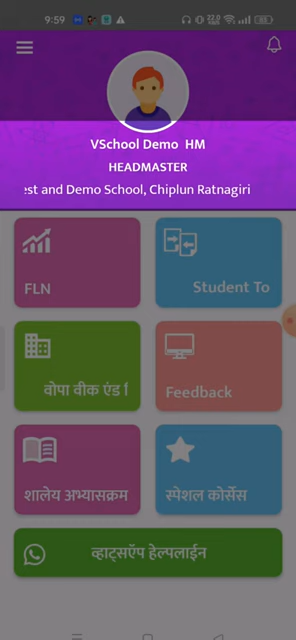 9:59
VSchool Demo HM
HEADMASTER
est and Demo School, Chiplun Ratnagiri
FLN
Student To
वोपा वीक एंड
Feedback
शालेय अभ्यासक्रम
स्पेशल कोर्सेस
व्हाट्सऍप हेल्पलाईन